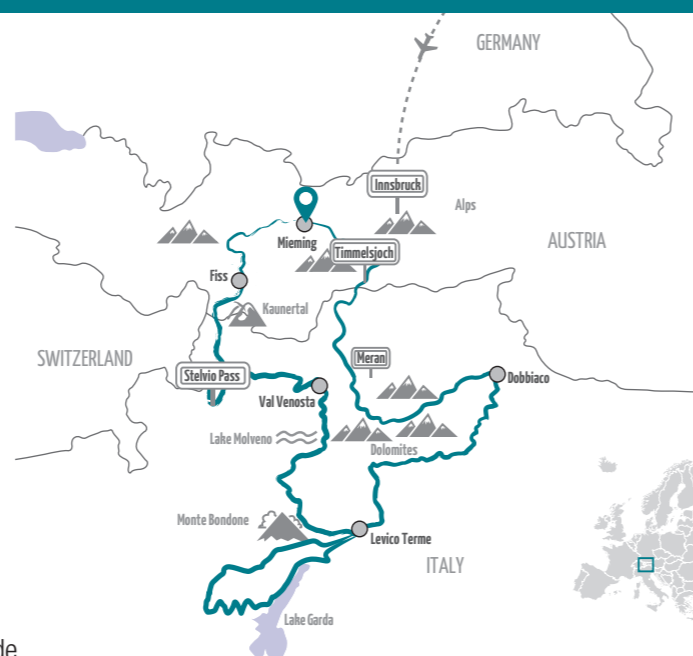 GERMANY
Innsbruck
Alps
Mieming
AUSTRIA
Timmelsjoch
Fiss
Kaunertal
SWITZERLAND
Meran
Stelvio Pass
Dobbiaco
Val Venosta
Lake Molveno
Dolomites
Monte Bondone
Levico Terme
ITALY
Lake Garda
de